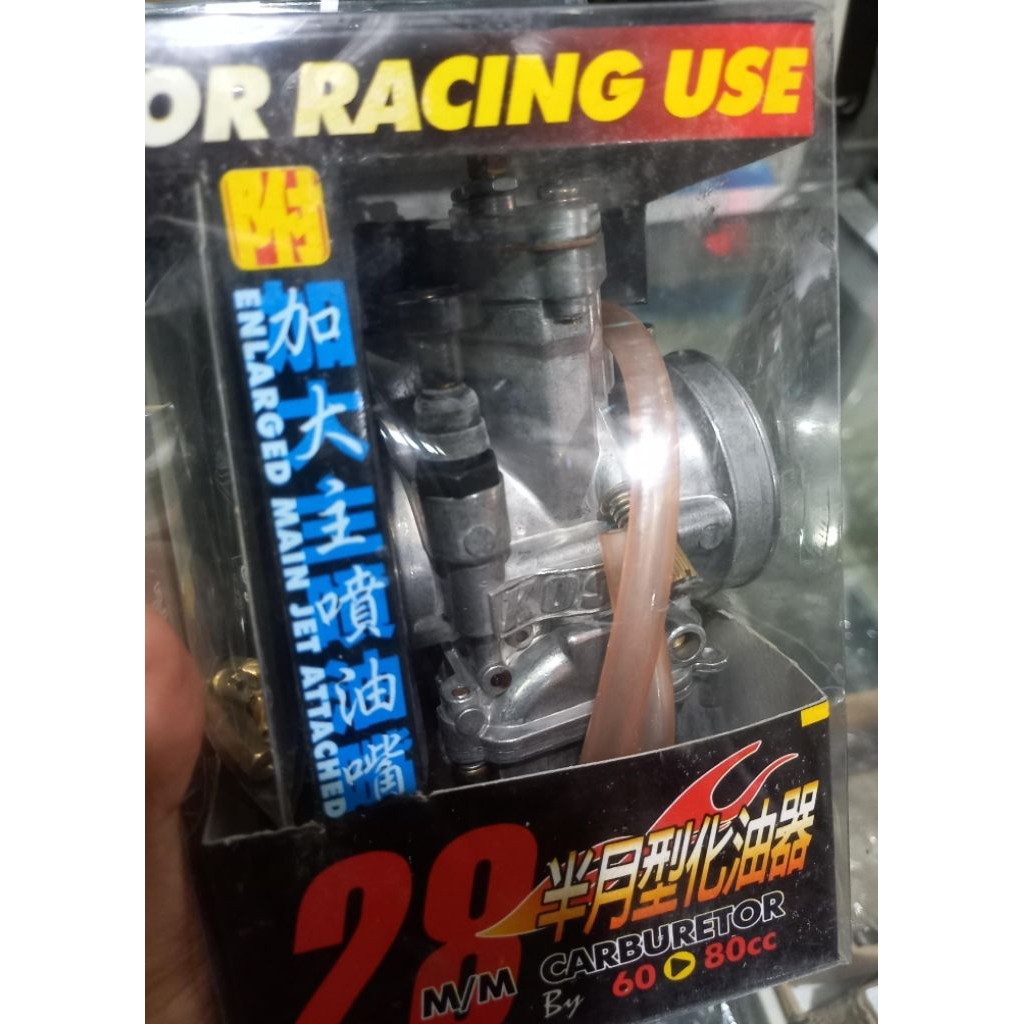 OR RACING USE
附
加大主噴油嘴
ENLARGED MAIN JET ATTACHED
28
M/M
半月型化油器
CARBURETOR
By 60 80cc